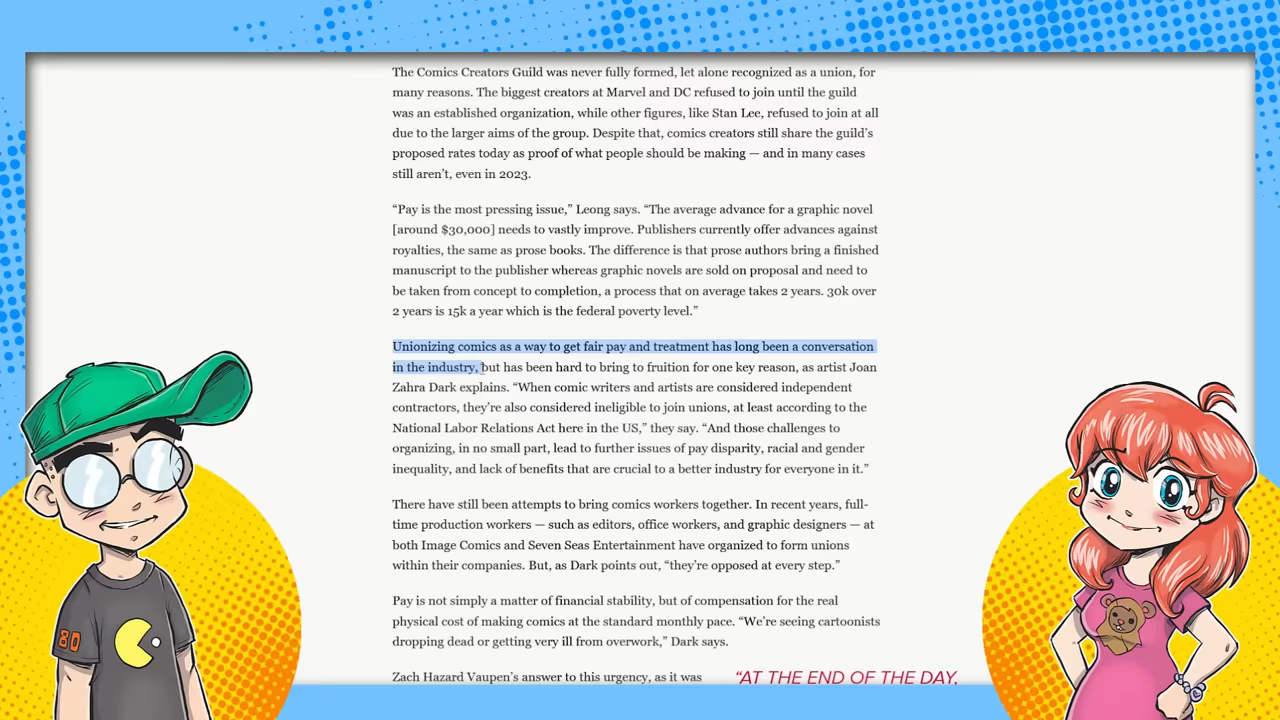 The Comics Creators Guild was never fully formed, let alone recognized as a union, for
many reasons. The biggest creators at Marvel and DC refused to join until the guild
was an established organization, while other figures, like Stan Lee, refused to join at all
due to the larger aims of the group. Despite that, comics creators still share the guild’s
proposed rates today as proof of what people should be making — and in many cases
still aren’t, even in 2023.
“Pay is the most pressing issue,” Leong says. “The average advance for a graphic novel
[around $30,000] needs to vastly improve. Publishers currently offer advances against
royalties, the same as prose books. The difference is that prose authors bring a finished
manuscript to the publisher whereas graphic novels are sold on proposal and need to
be taken from concept to completion, a process that on average takes 2 years. 30k over
2 years is 15k a year which is the federal poverty level.”
Unionizing comics as a way to get fair pay and treatment has long been a conversation
in the industry, but has been hard to bring to fruition for one key reason, as artist Joan
Zahra Dark explains. “When comic writers and artists are considered independent
contractors, they’re also considered ineligible to join unions, at least according to the
National Labor Relations Act here in the US,” they say. “And those challenges to
organizing, in no small part, lead to further issues of pay disparity, racial and gender
inequality, and lack of benefits that are crucial to a better industry for everyone in it.”
There have still been attempts to bring comics workers together. In recent years, full-
time production workers — such as editors, office workers, and graphic designers — at
both Image Comics and Seven Seas Entertainment have organized to form unions
within their companies. But, as Dark points out, “they’re opposed at every step.”
Pay is not simply a matter of financial stability, but of compensation for the real
physical cost of making comics at the standard monthly pace. “We’re seeing cartoonists
dropping dead or getting very ill from overwork,” Dark says.
Zach Hazard Vaupen’s answer to this urgency, as it was
“AT THE END OF THE DAY,
80